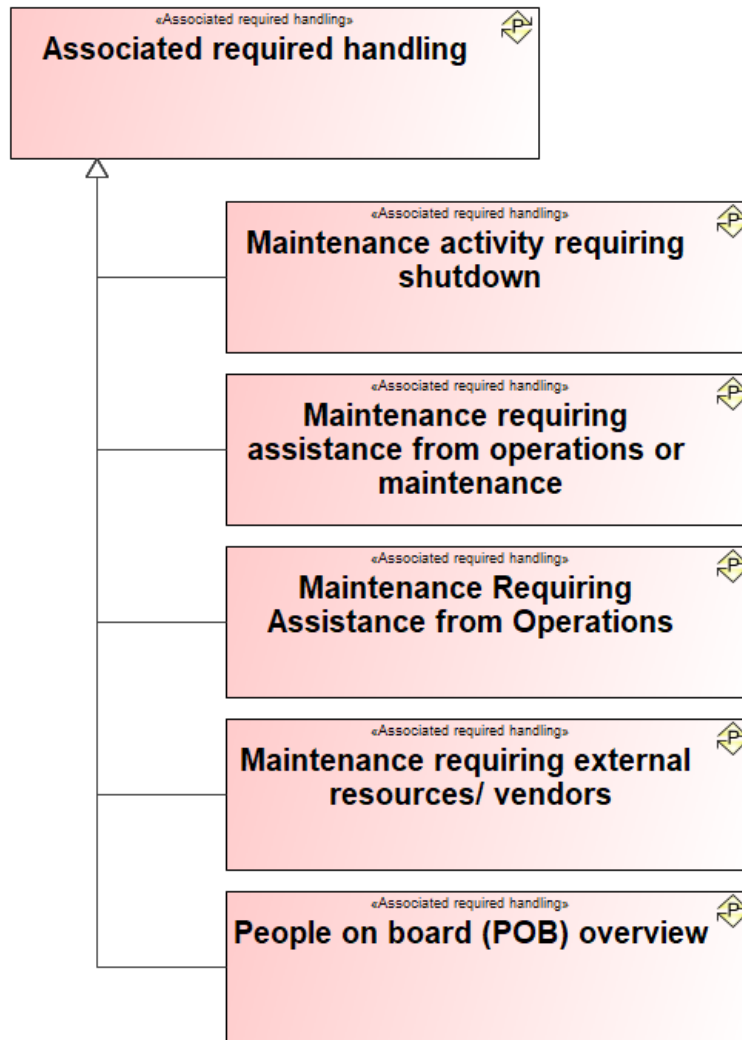 «Associated required handling»
P
Associated required handling
«Associated required handling»
P
Maintenance activity requiring
shutdown
«Associated required handling»
P
Maintenance requiring
assistance from operations or
maintenance
«Associated required handling»
P
Maintenance Requiring
Assistance from Operations
«Associated required handling»
P
Maintenance requiring external
resources/ vendors
«Associated required handling»
P
People on board (POB) overview